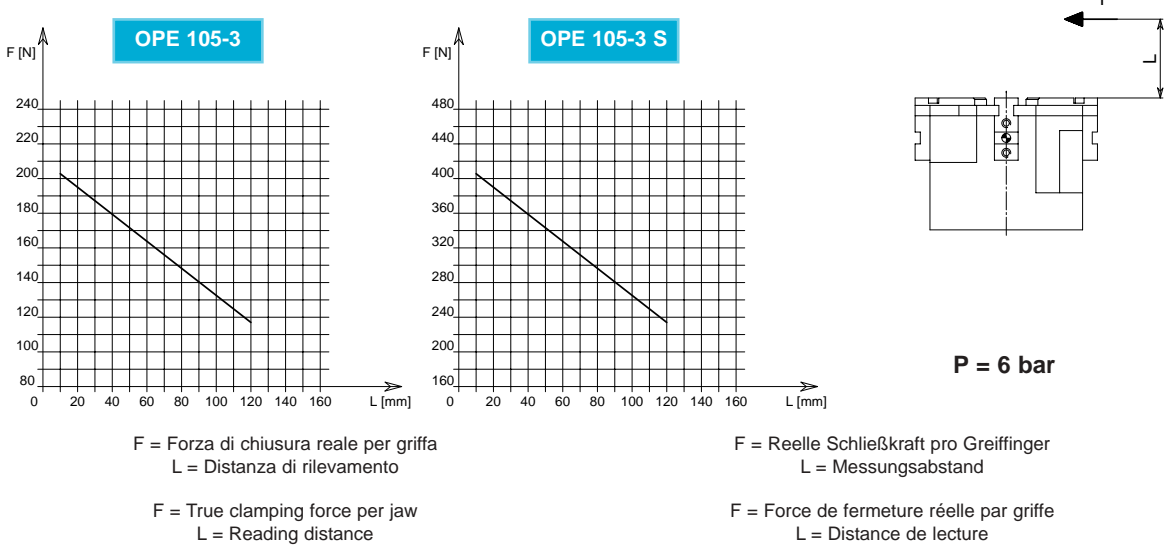 OPE 105-3
F [N]
240
220
200
180
160
140
120
100
80
0 20 40 60 80 100 120 140 160 L [mm]
OPE 105-3 S
F [N]
480
440
400
360
320
280
240
200
160
0 20 40 60 80 100 120 140 160 L [mm]
L
P = 6 bar
F = Forza di chiusura reale per griffa
L = Distanza di rilevamento
F = Reelle Schließkraft pro Greiffinger
L = Messungsabstand
F = True clamping force per jaw
L = Reading distance
F = Force de fermeture réelle par griffe
L = Distance de lecture